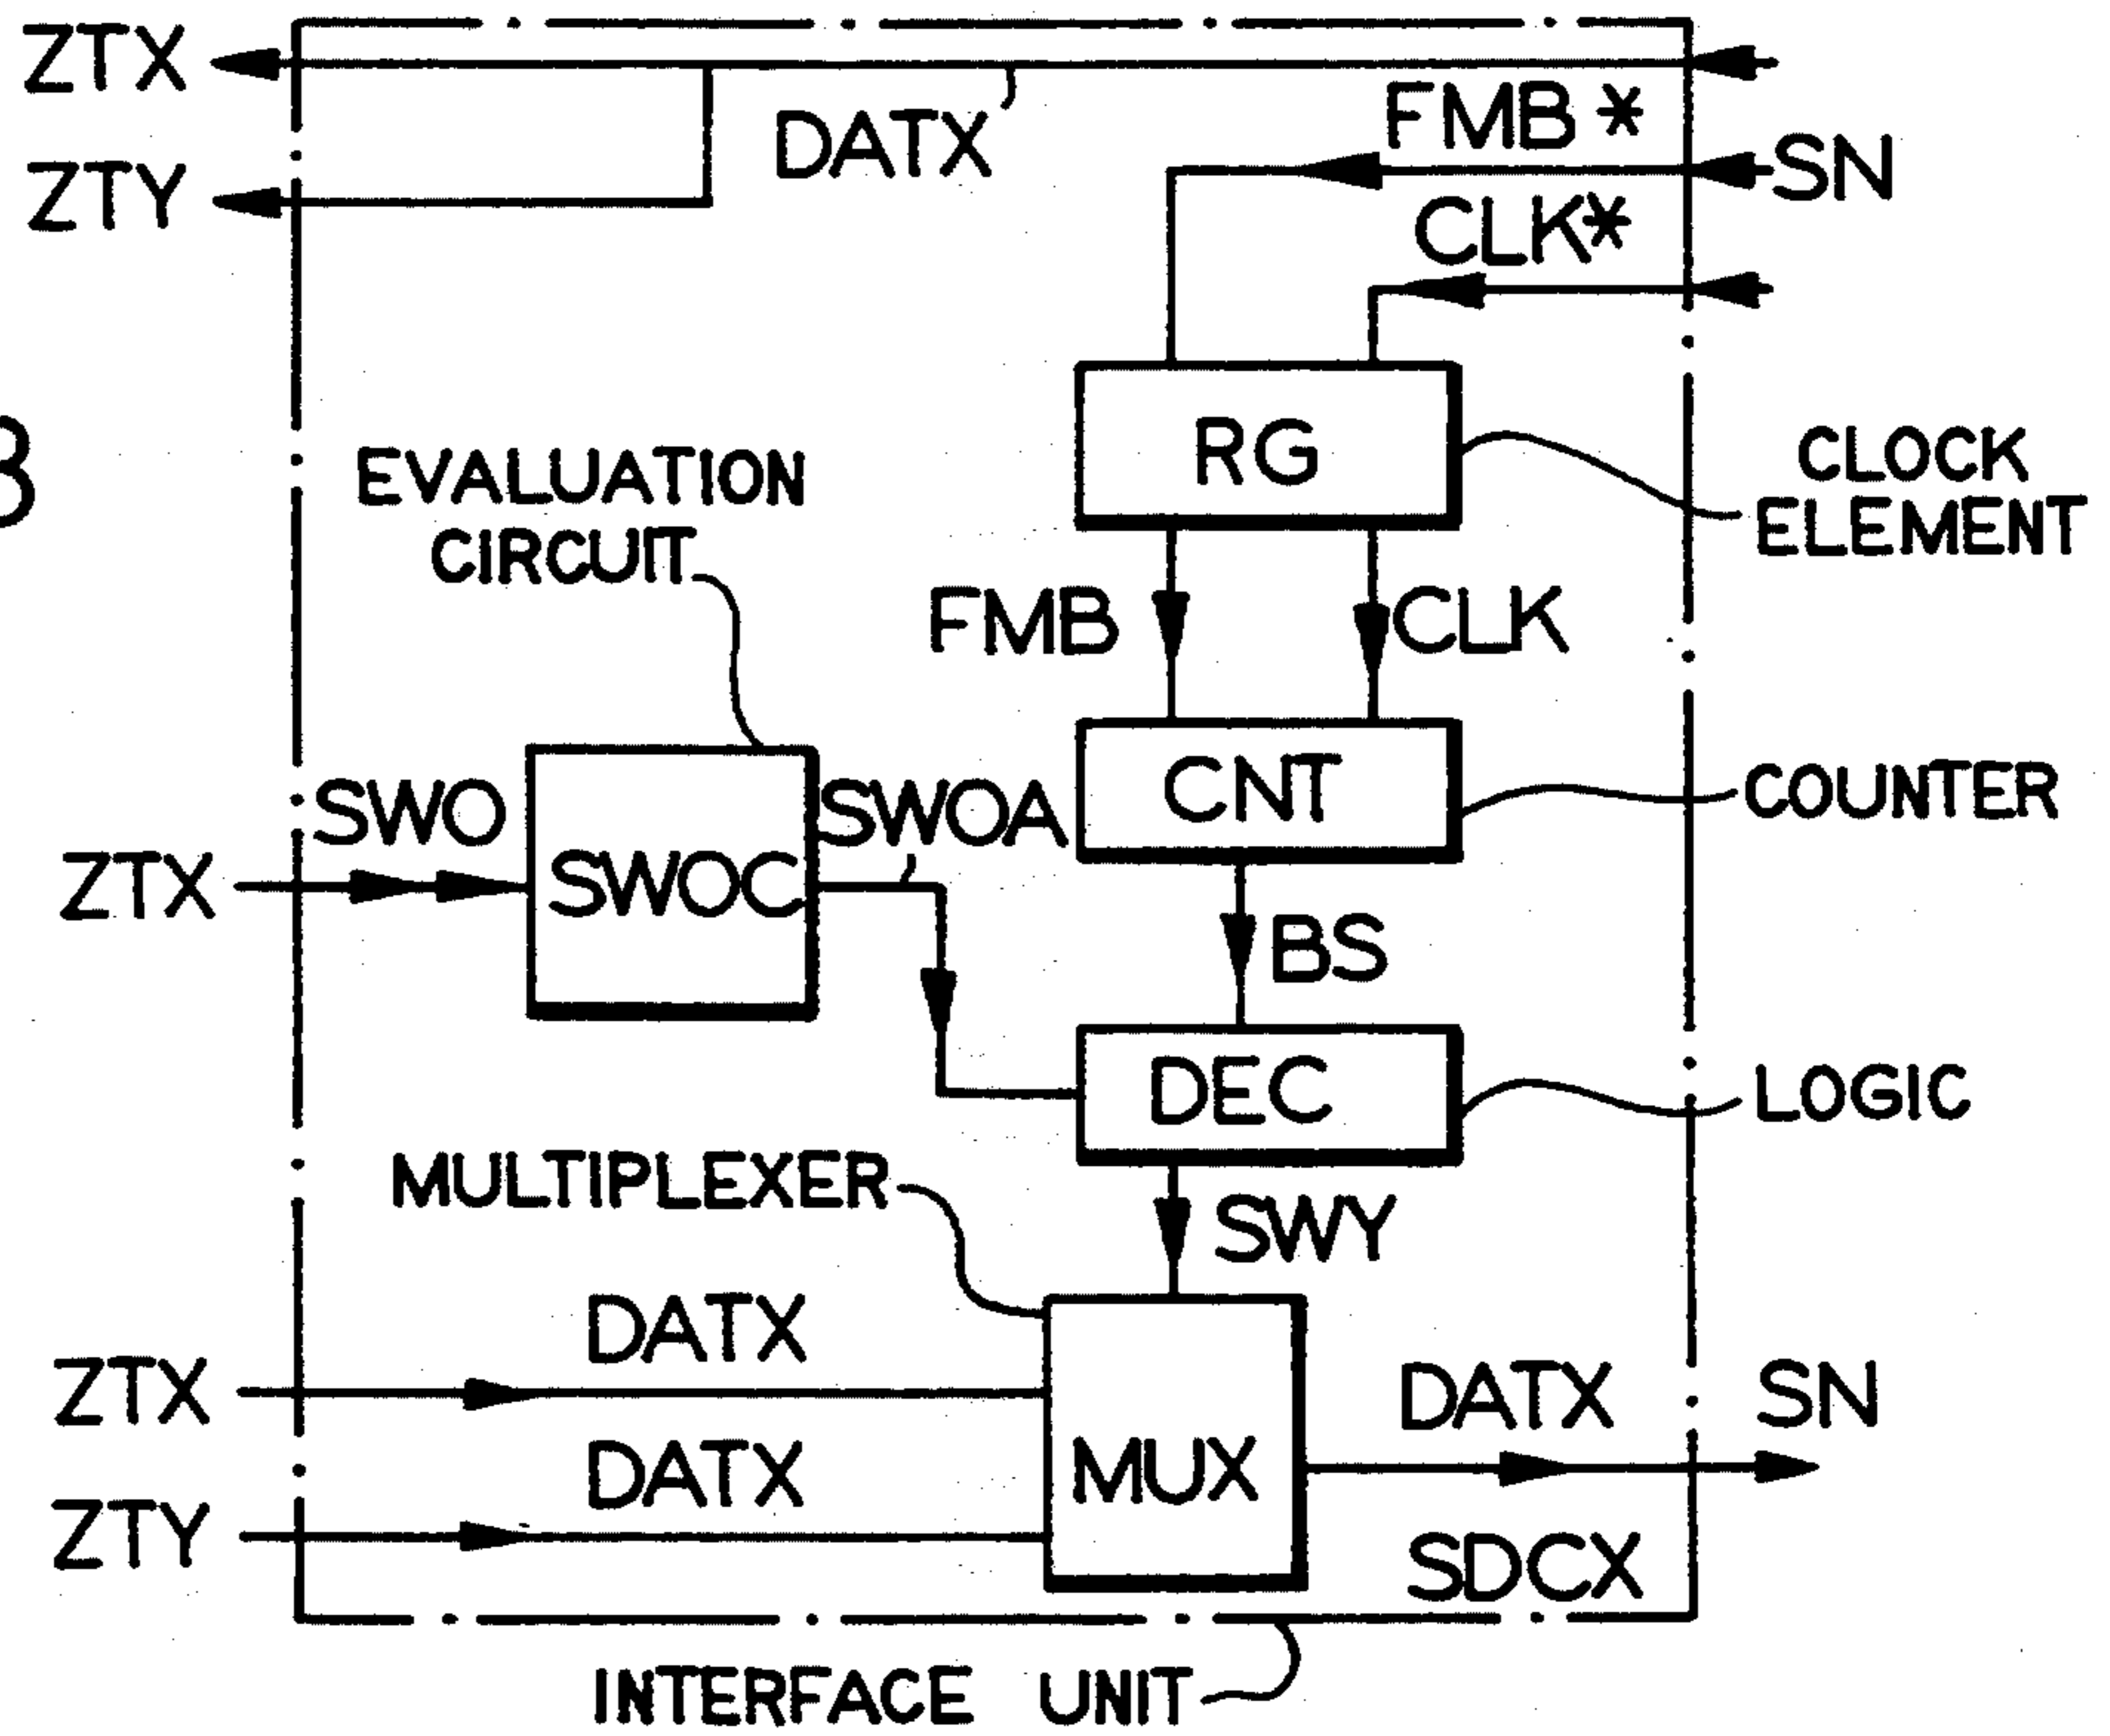 ZTX
FMB *
DATX
SN
ZTY
CLK*
RG
CLOCK
ELEMENT
3
EVALUATION
CIRCUIT
FMB
CLK
SWO
SWOA
CNT
COUNTER
ZTX
SWOC
BS
DEC
LOGIC
MULTIPLEXER
SWY
DATX
ZTX
DATX
SN
DATX
MUX
ZTY
SDCX
INTERFACE UNIT